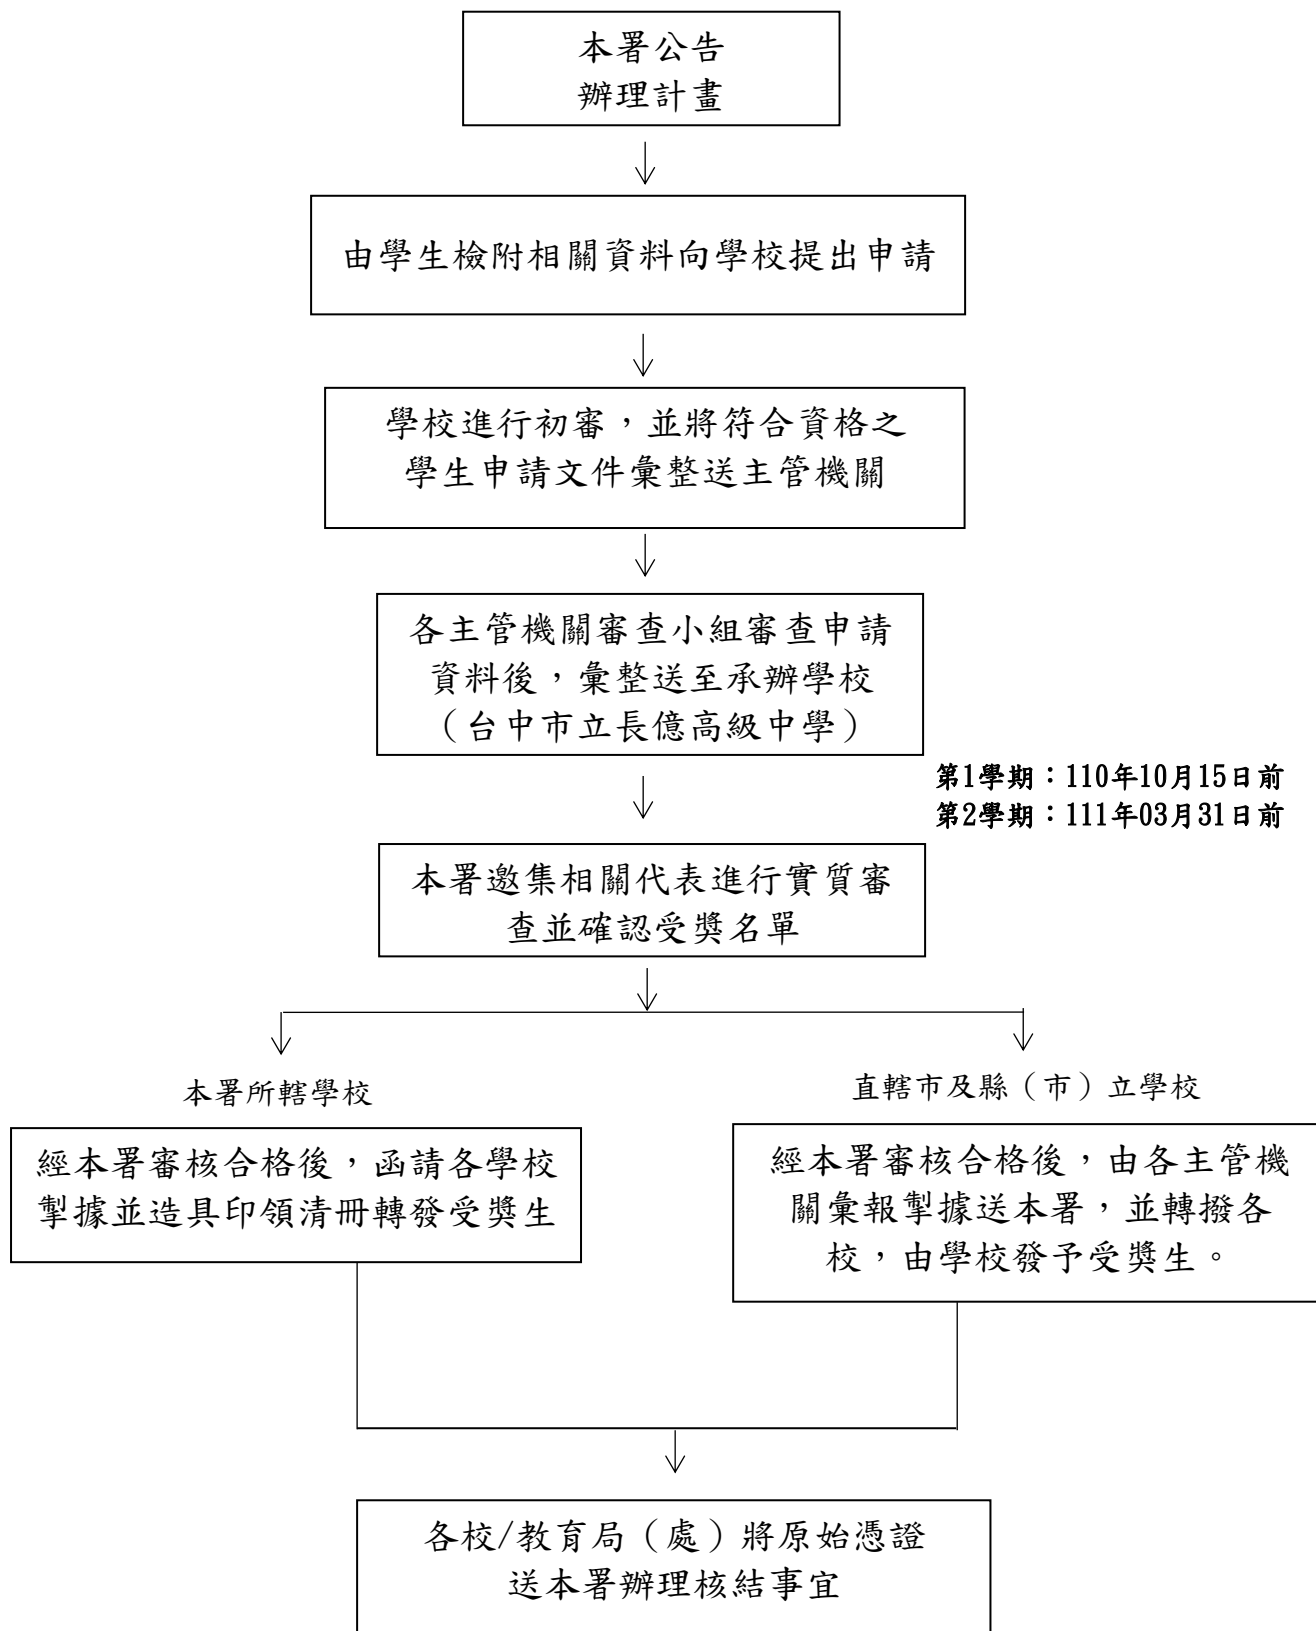 本署公告
辦理計畫
由學生檢附相關資料向學校提出申請
學校進行初審，並將符合資格之
學生申請文件彙整送主管機關
各主管機關審查小組審查申請
資料後，彙整送至承辦學校
（台中市立長億高級中學）
第1學期：110年10月15日前
第2學期：111年03月31日前
本署邀集相關代表進行實質審
查並確認受獎名單
本署所轄學校
經本署審核合格後，函請各學校
掣據並造具印領清冊轉發受獎生
直轄市及縣（市）立學校
經本署審核合格後，由各主管機
關彙報掣據送本署，並轉撥各
校，由學校發予受獎生。
各校/教育局（處）將原始憑證
送本署辦理核結事宜